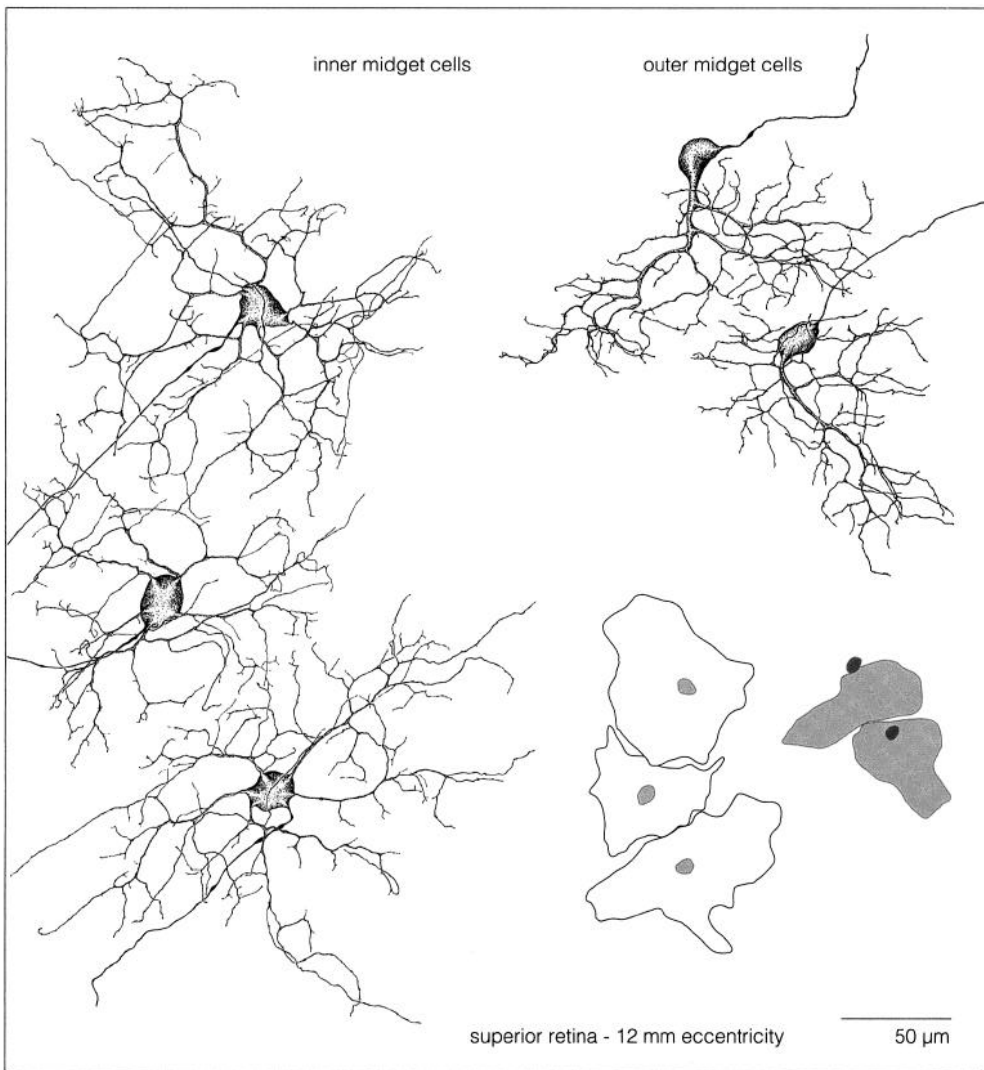 inner midget cells
outer midget cells
superior retina - 12 mm eccentricity
50 µm